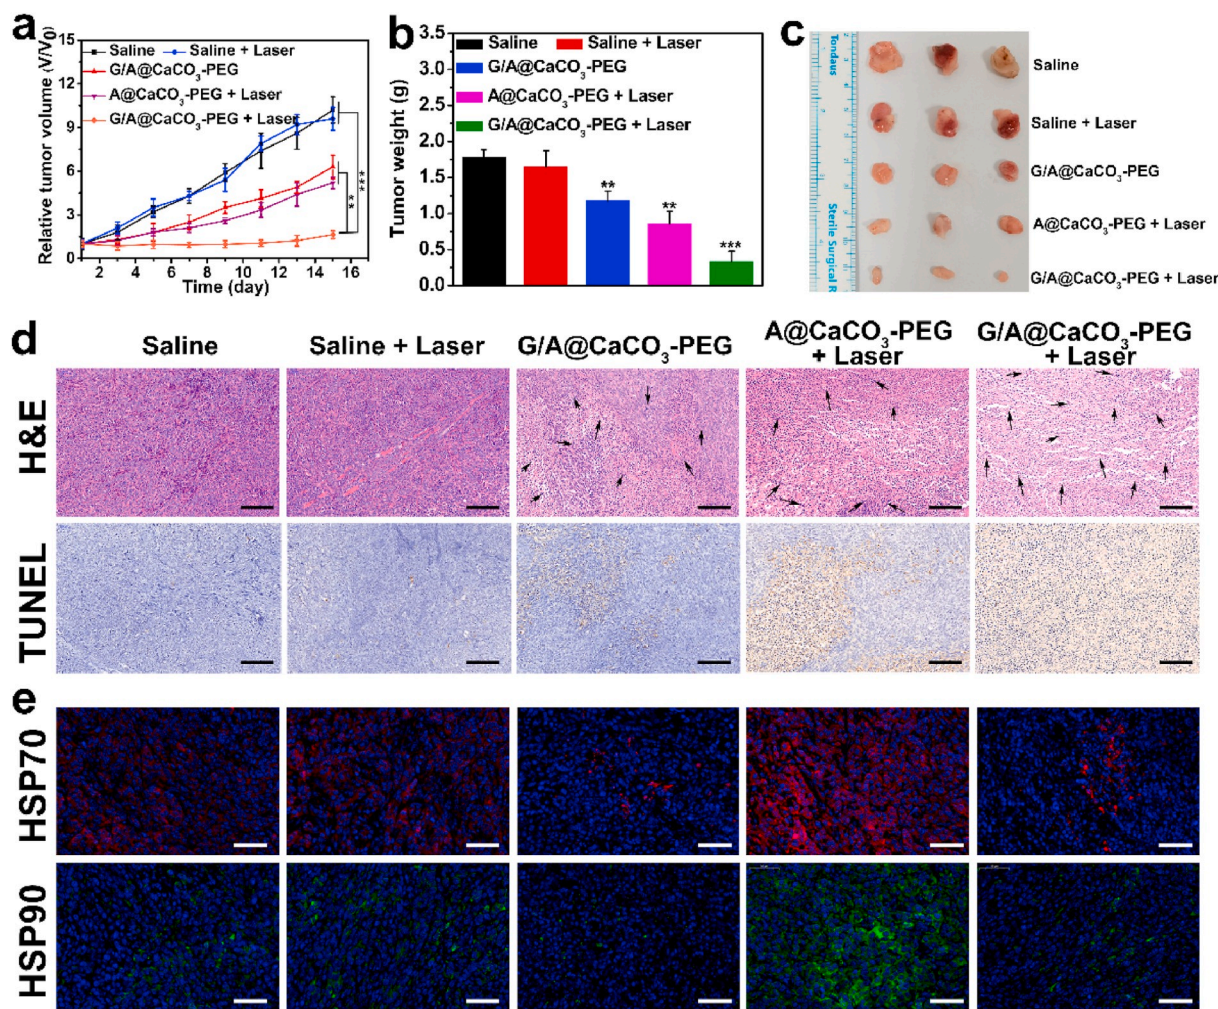 a
Relative tumor volume (V/V0)
15
12
9
6
3
0
Saline
Saline + Laser
G/A@CaCO3-PEG
A@CaCO3-PEG + Laser
G/A@CaCO3-PEG + Laser
***
**
2 4 6 8 10 12 14 16
Time (day)
b
Tumor weight (g)
3.5
3.0
2.5
2.0
1.5
1.0
0.5
0.0
Saline
Saline + Laser
G/A@CaCO3-PEG
A@CaCO3-PEG + Laser
G/A@CaCO3-PEG + Laser
**
**
***
c
Tondaus
Sterile Surgical R
Saline
Saline + Laser
G/A@CaCO3-PEG
A@CaCO3-PEG + Laser
G/A@CaCO3-PEG + Laser
d
Saline
Saline + Laser
G/A@CaCO3-PEG
A@CaCO3-PEG
+ Laser
G/A@CaCO3-PEG
+ Laser
H&E
TUNEL
e
HSP70
HSP90